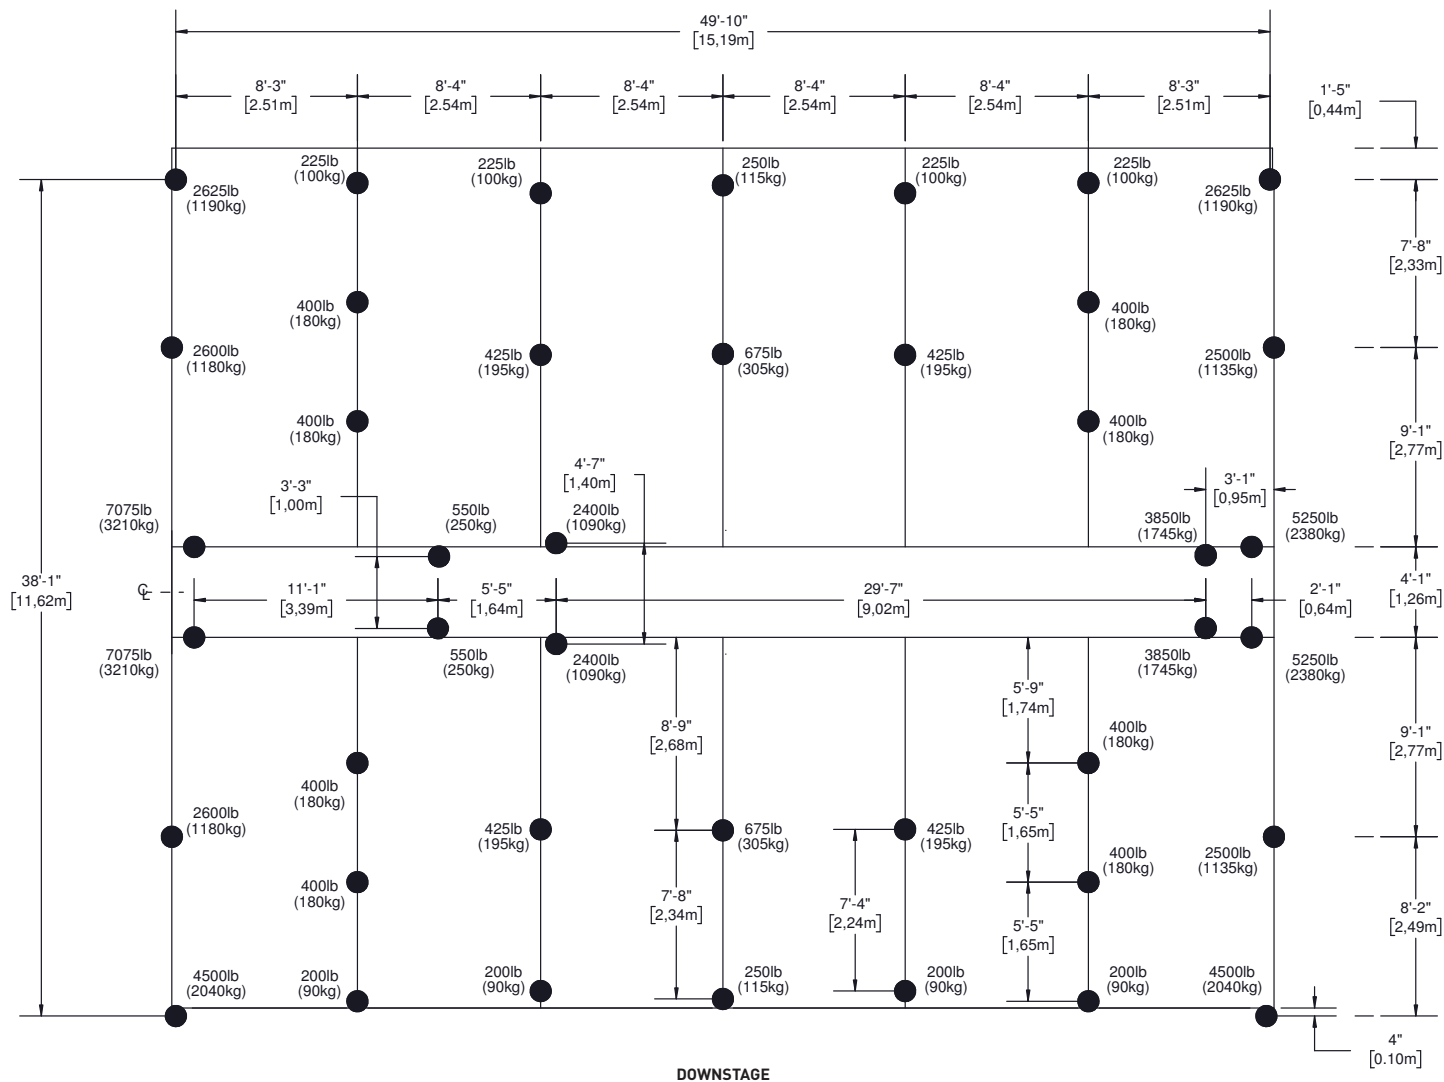 49'-10"
[15,19m]
8'-3"
[2.51m]
8'-4"
[2.54m]
8'-4"
[2.54m]
8'-4"
[2.54m]
8'-4"
[2.54m]
8'-3"
[2.51m]
1'-5"
[0,44m]
2625lb
(1190kg)
225lb
(100kg)
225lb
(100kg)
250lb
(115kg)
225lb
(100kg)
225lb
(100kg)
2625lb
(1190kg)
7'-8"
[2,33m]
400lb
(180kg)
400lb
(180kg)
2600lb
(1180kg)
425lb
(195kg)
675lb
(305kg)
425lb
(195kg)
2500lb
(1135kg)
400lb
(180kg)
400lb
(180kg)
9'-1"
[2,77m]
3'-3"
[1,00m]
4'-7"
[1,40m]
3'-1"
[0,95m]
7075lb
(3210kg)
550lb
(250kg)
2400lb
(1090kg)
3850lb
(1745kg)
5250lb
(2380kg)
38'-1"
[11,62m]
℄
11'-1"
[3,39m]
5'-5"
[1,64m]
29'-7"
[9,02m]
2'-1"
[0,64m]
4'-1"
[1,26m]
7075lb
(3210kg)
550lb
(250kg)
2400lb
(1090kg)
3850lb
(1745kg)
5250lb
(2380kg)
8'-9"
[2,68m]
5'-9"
[1,74m]
400lb
(180kg)
9'-1"
[2,77m]
400lb
(180kg)
2600lb
(1180kg)
425lb
(195kg)
675lb
(305kg)
425lb
(195kg)
5'-5"
[1,65m]
400lb
(180kg)
2500lb
(1135kg)
400lb
(180kg)
7'-8"
[2,34m]
7'-4"
[2,24m]
5'-5"
[1,65m]
8'-2"
[2,49m]
4500lb
(2040kg)
200lb
(90kg)
200lb
(90kg)
250lb
(115kg)
200lb
(90kg)
200lb
(90kg)
4500lb
(2040kg)
4"
[0.10m]
DOWNSTAGE